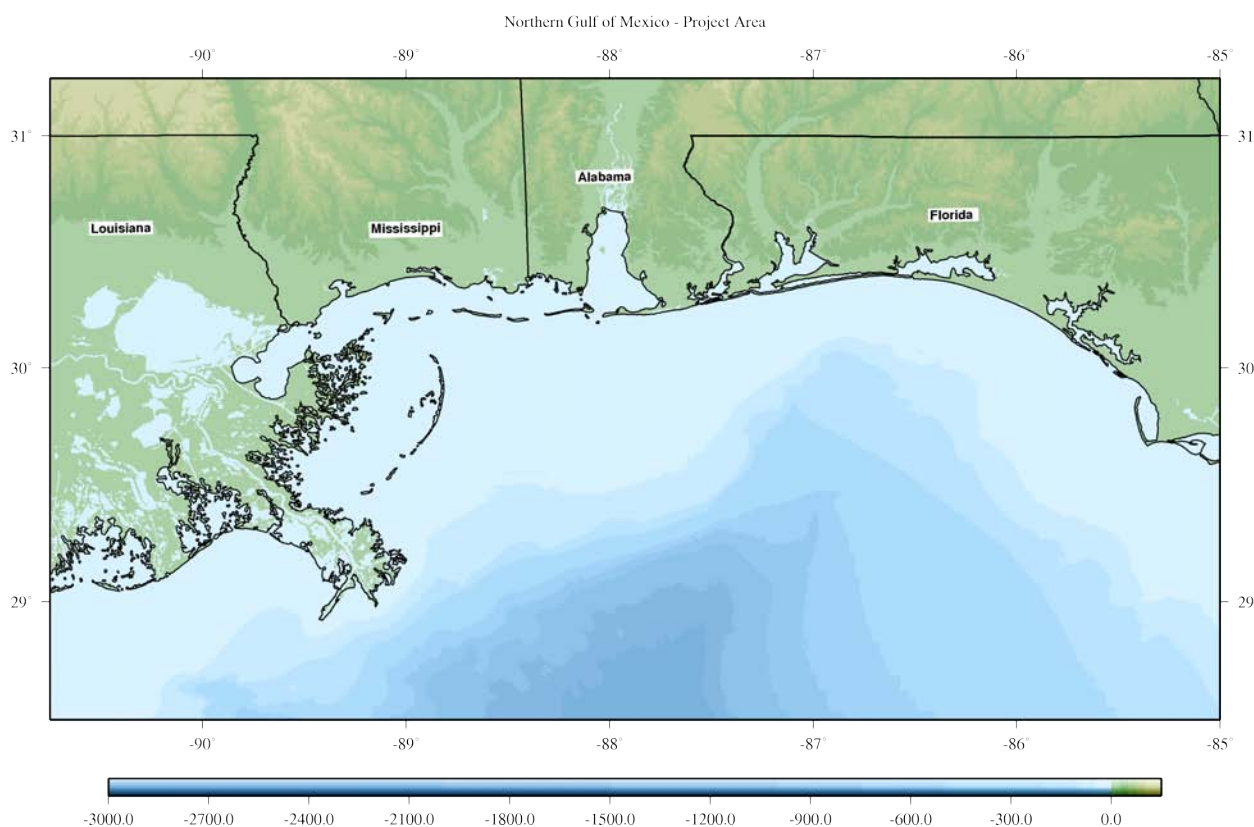 Northern Gulf of Mexico - Project Area
-90° -89° -88° -87° -86° -85°
31° 31
Alabama
Louisiana Mississippi Florida
30° 30
29° 29
-90° -89° -88° -87° -86° -85°
-3000.0 -2700.0 -2400.0 -2100.0 -1800.0 -1500.0 -1200.0 -900.0 -600.0 -300.0 0.0